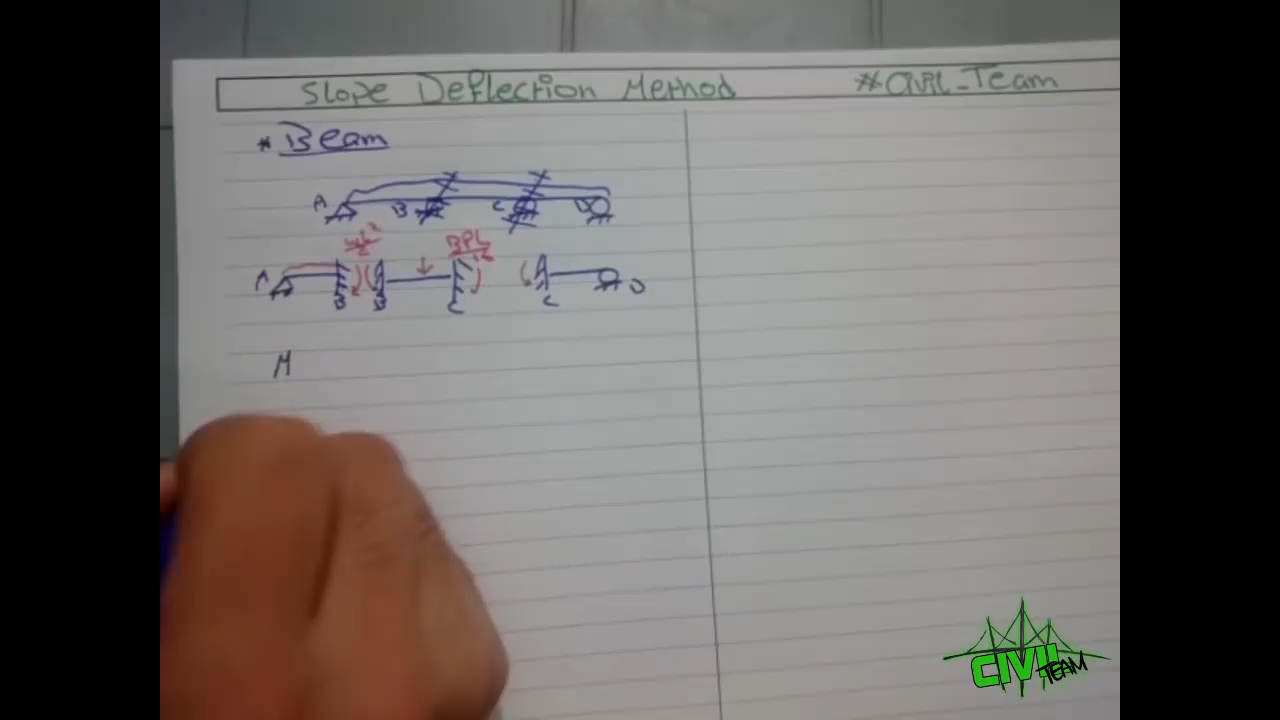 Slope Deflection Method #Civil_Team
* Beam
A B C D
A B B C C D
M
CIVIL TEAM